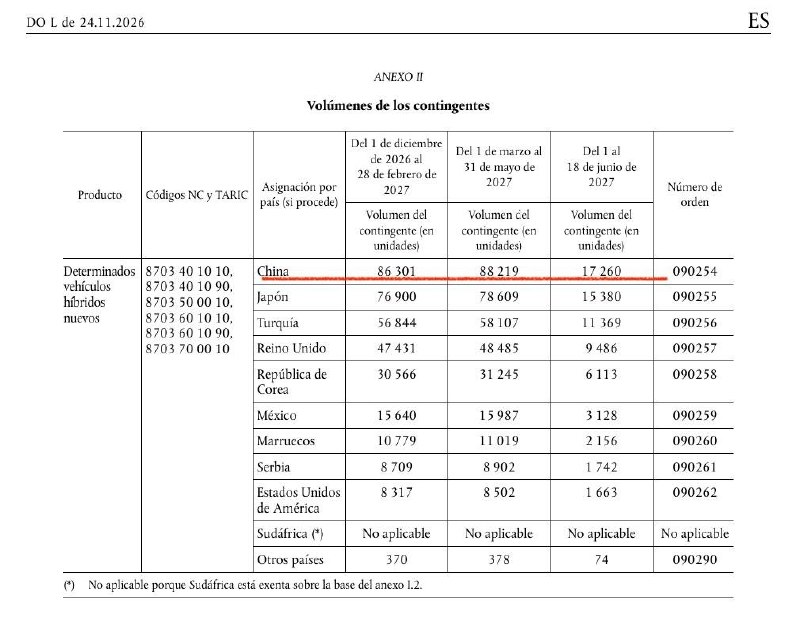 DO L de 24.11.2026
ES
ANEXO II
Volúmenes de los contingentes
Producto
Códigos NC y TARIC
Asignación por
país (si procede)
Del 1 de diciembre
de 2026 al
28 de febrero de
2027
Del 1 de marzo al
31 de mayo de
2027
Del 1 al
18 de junio de
2027
Número de
orden
Volumen del
contingente (en
unidades)
Volumen del
contingente (en
unidades)
Volumen del
contingente (en
unidades)
Determinados
vehículos
híbridos
nuevos
8703 40 10 10,
8703 40 10 90,
8703 50 00 10,
8703 60 10 10,
8703 60 10 90,
8703 70 00 10
China 86 301 88 219 17 260 090254
Japón 76 900 78 609 15 380 090255
Turquía 56 844 58 107 11 369 090256
Reino Unido 47 431 48 485 9 486 090257
República de
Corea
30 566 31 245 6 113 090258
México 15 640 15 987 3 128 090259
Marruecos 10 779 11 019 2 156 090260
Serbia 8 709 8 902 1 742 090261
Estados Unidos
de América
8 317 8 502 1 663 090262
Sudáfrica (*) No aplicable No aplicable No aplicable No aplicable
Otros países 370 378 74 090290
(*) No aplicable porque Sudáfrica está exenta sobre la base del anexo I.2.